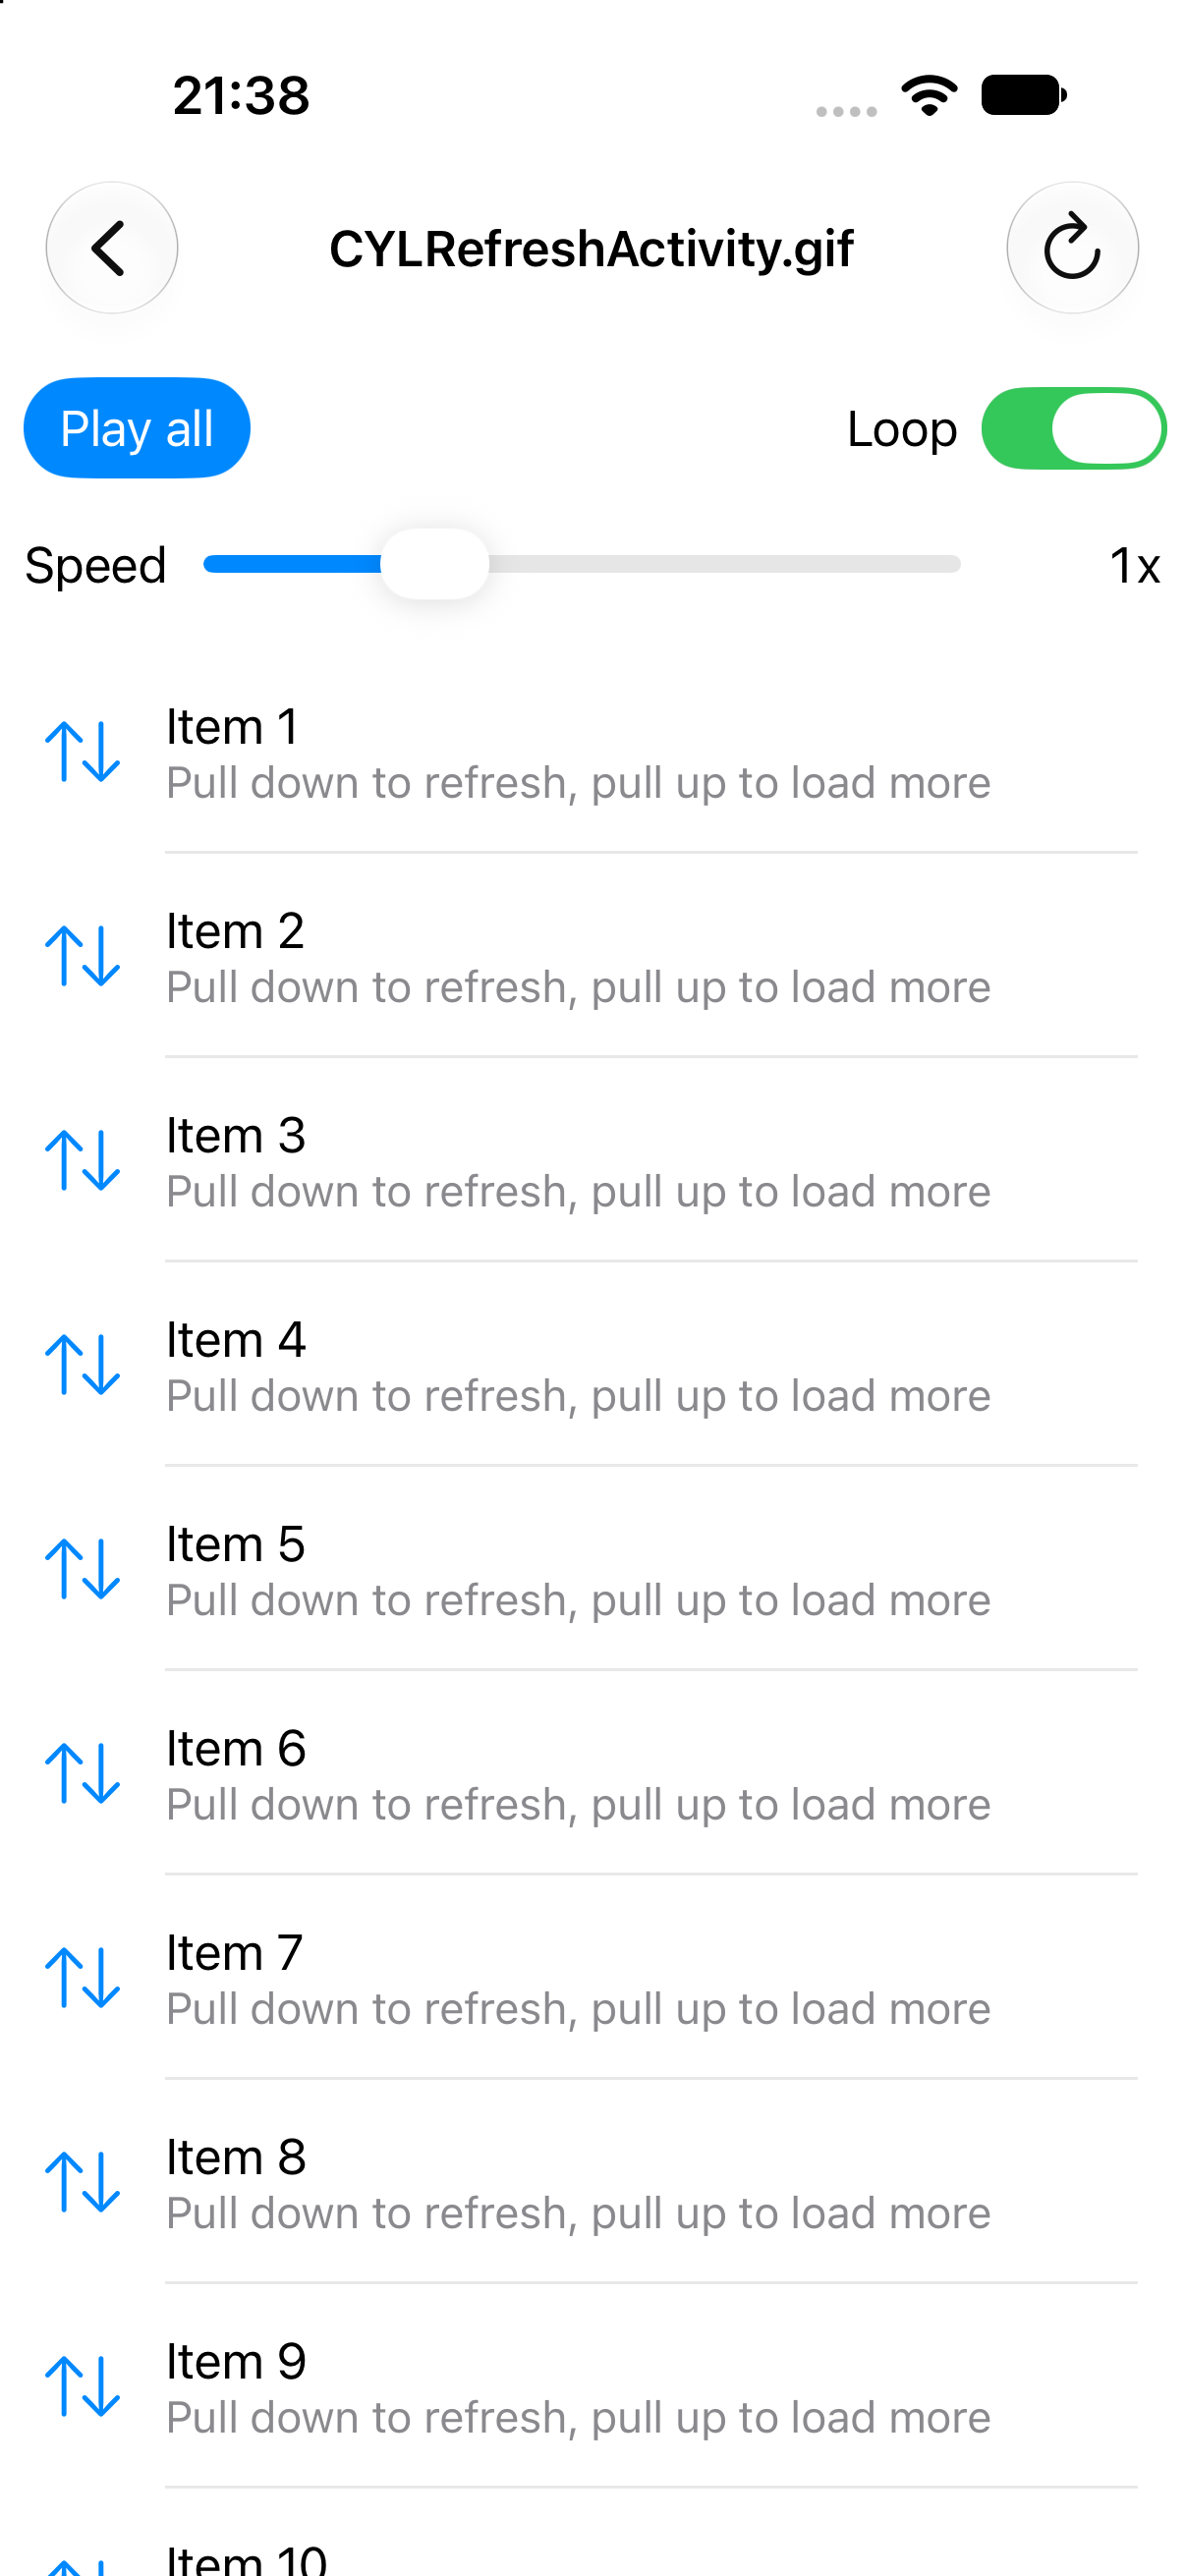 21:38
CYLRefreshActivity.gif
Play all
Loop
Speed
1x
Item 1
Pull down to refresh, pull up to load more
Item 2
Pull down to refresh, pull up to load more
Item 3
Pull down to refresh, pull up to load more
Item 4
Pull down to refresh, pull up to load more
Item 5
Pull down to refresh, pull up to load more
Item 6
Pull down to refresh, pull up to load more
Item 7
Pull down to refresh, pull up to load more
Item 8
Pull down to refresh, pull up to load more
Item 9
Pull down to refresh, pull up to load more
Item 10